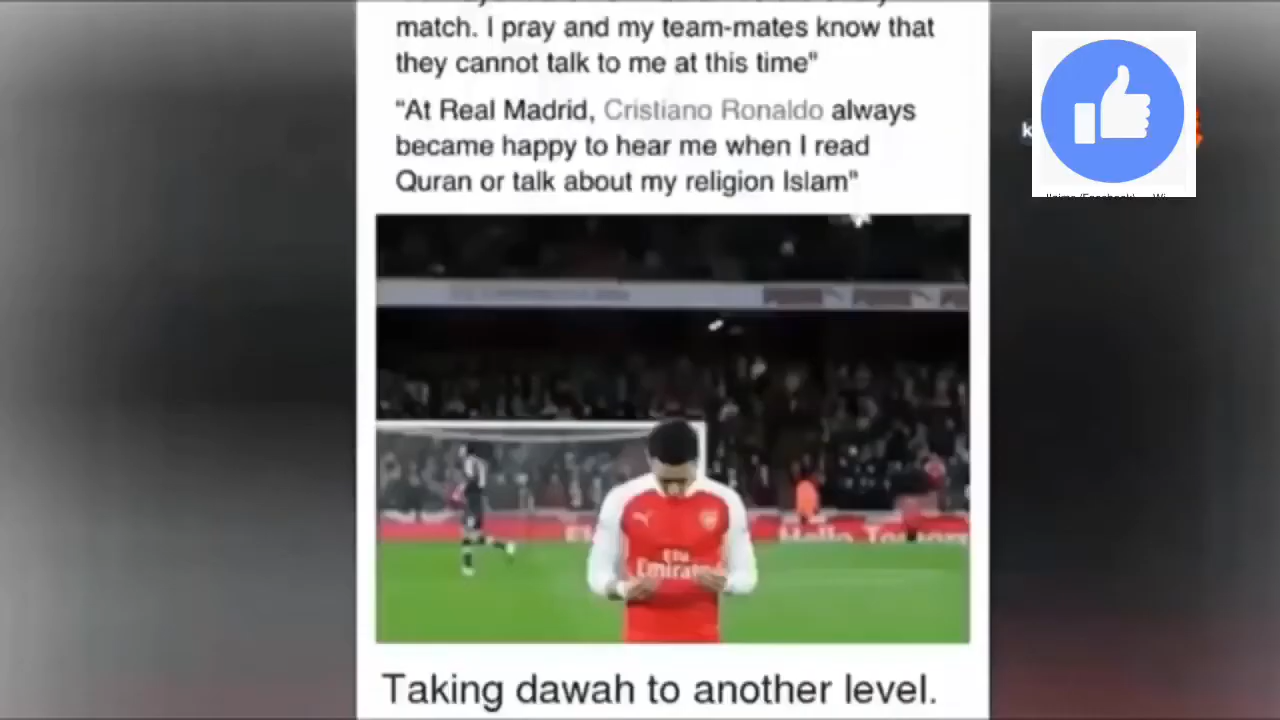 match. I pray and my team-mates know that
they cannot talk to me at this time"
“At Real Madrid, Cristiano Ronaldo always
became happy to hear me when I read
Quran or talk about my religion Islam"
Hello Tomorrow
Fly
Emirates
Taking dawah to another level.